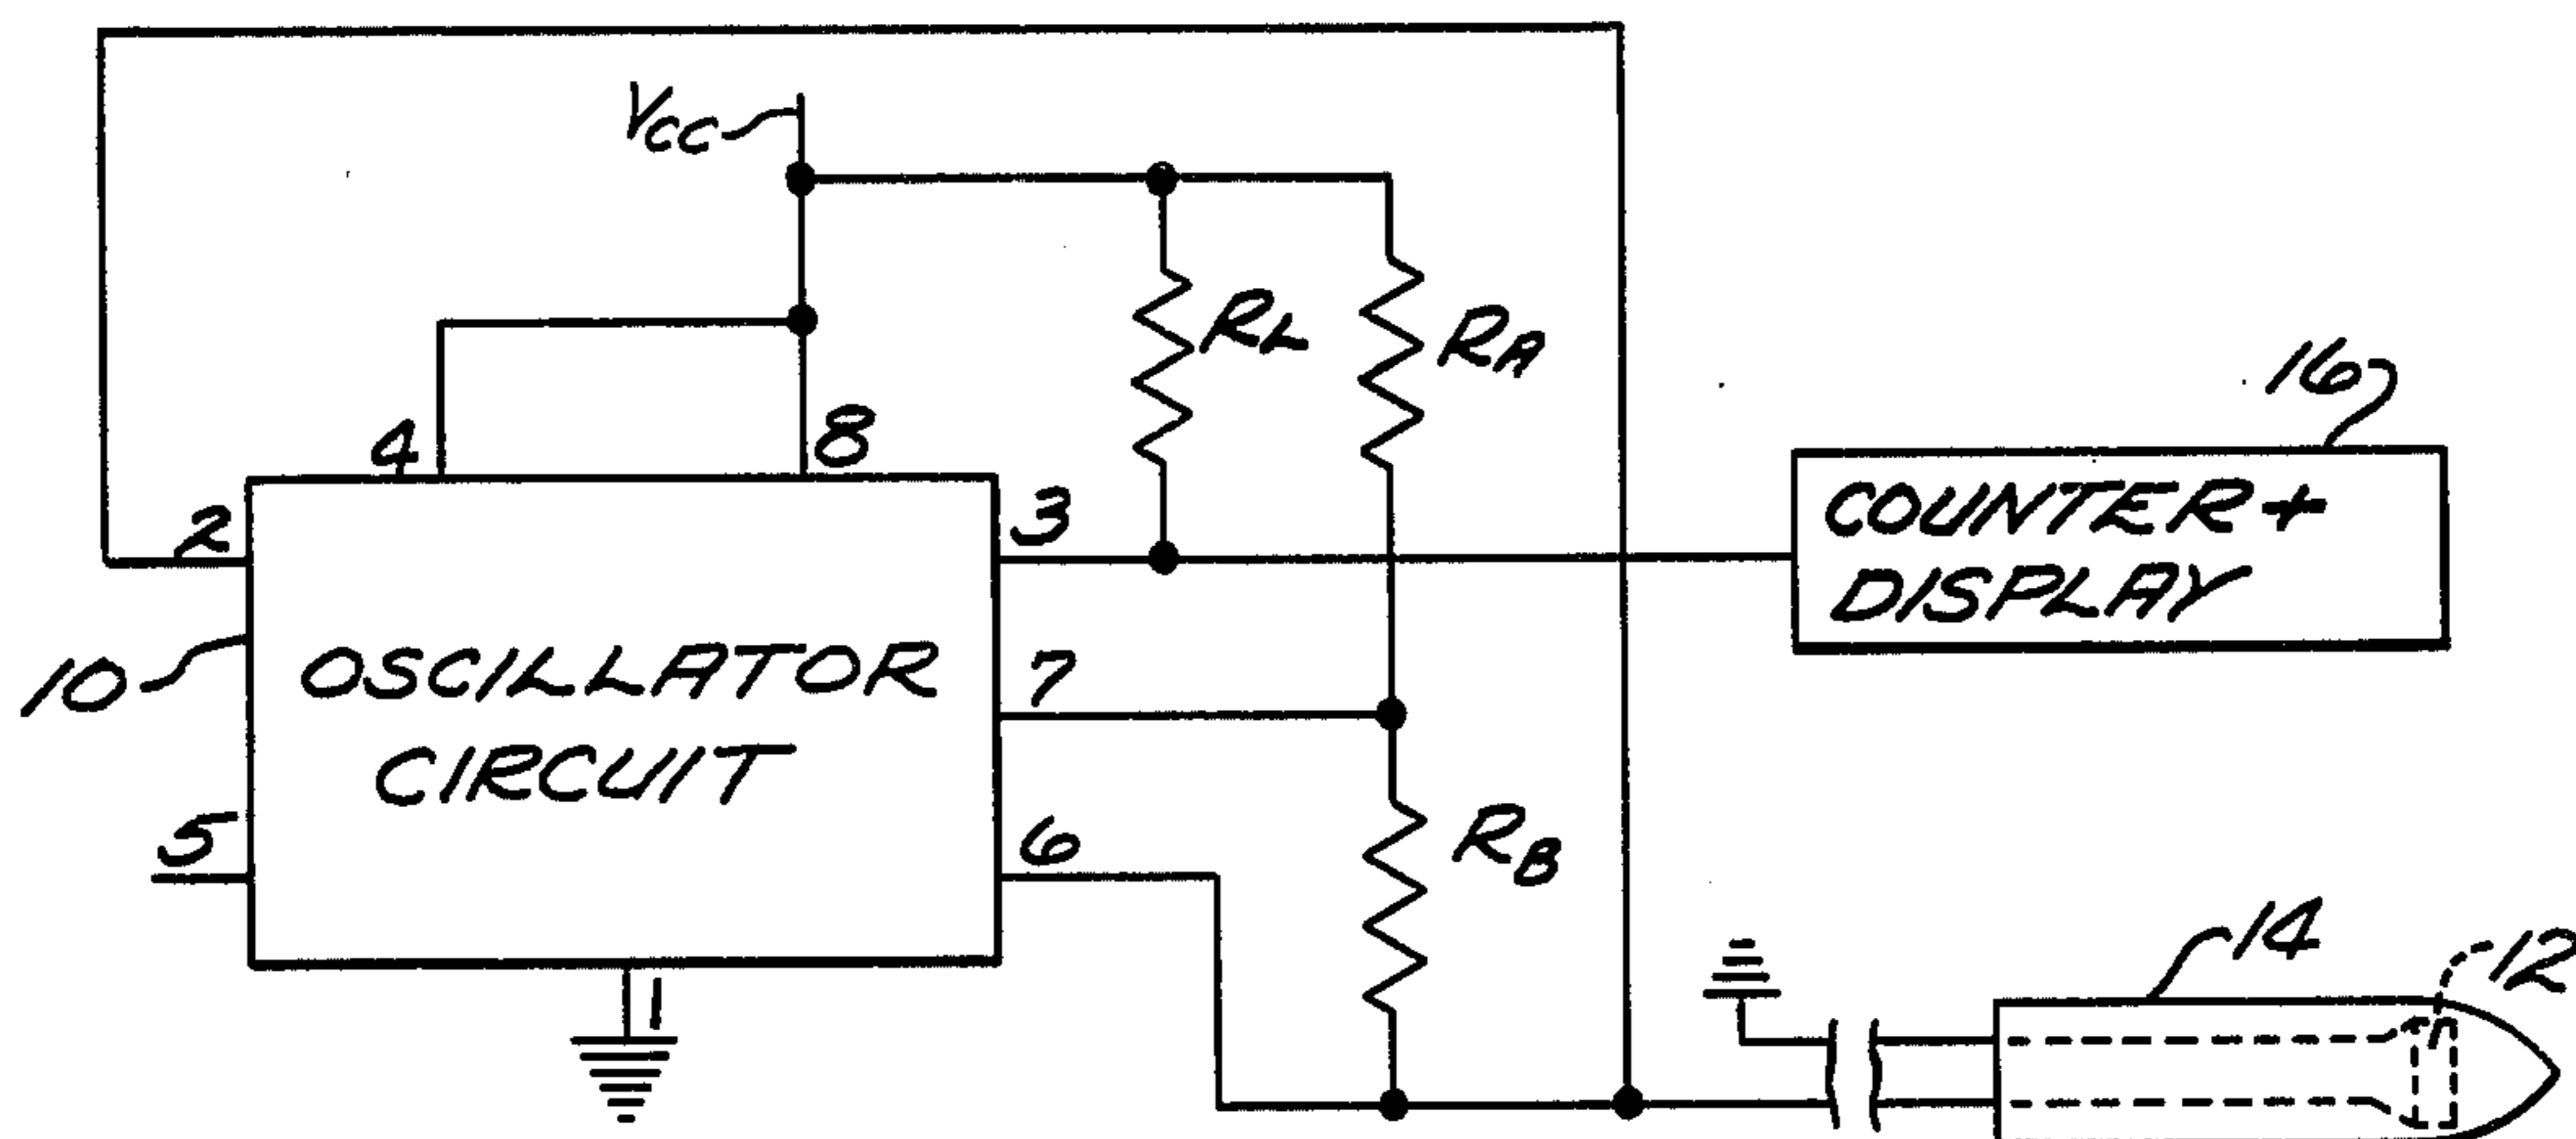 Vcc
RL
RA
16
4
8
2
3
COUNTER +
DISPLAY
10
OSCILLATOR
CIRCUIT
7
5
6
RB
14
12
1